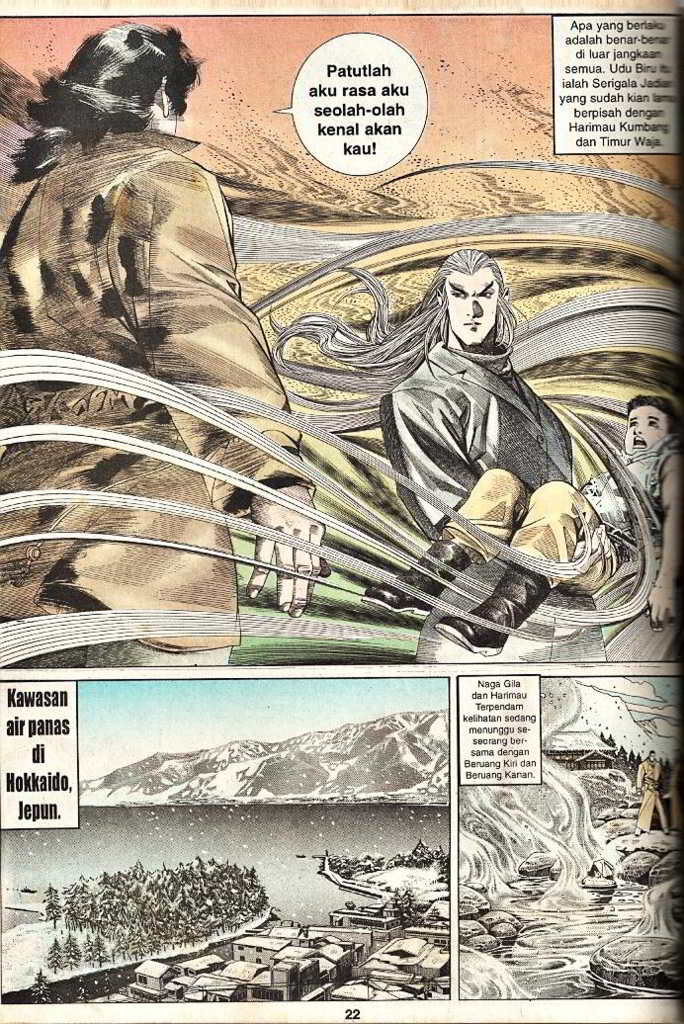 Patutlah
aku rasa aku
seolah-olah
kenal akan
kau!
Apa yang berlaku
adalah benar-benar
di luar jangkaan
semua. Udu Biru itu
ialah Serigala Jadian
yang sudah kian lama
berpisah dengan
Harimau Kumbang
dan Timur Waja.
Kawasan
air panas
di
Hokkaido,
Jepun.
Naga Gila
dan Harimau
Terpendam
kelihatan sedang
menunggu se-
seorang ber-
sama dengan
Beruang Kiri dan
Beruang Kanan.
22